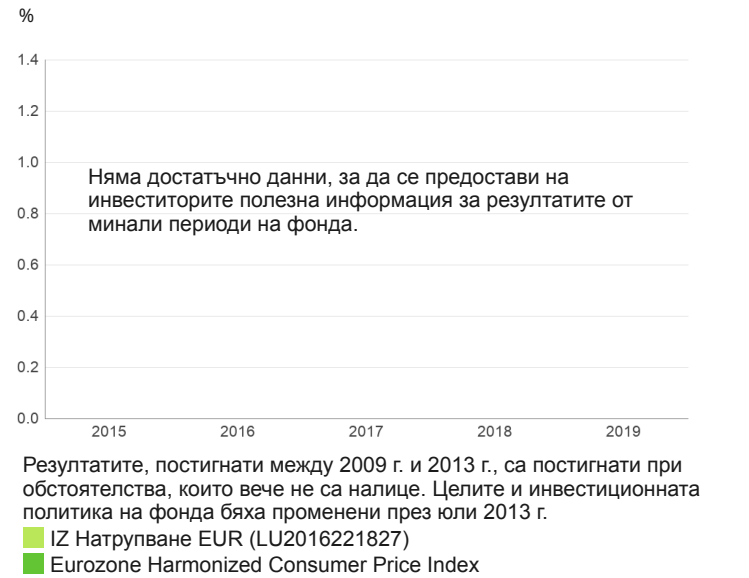 %
1.4
1.2
1.0
Няма достатъчно данни, за да се предостави на
инвеститорите полезна информация за резултатите от
0.8
минали периоди на фонда.
0.6
0.4
0.2
0.0
2015 2016 2017 2018 2019
Резултатите, постигнати между 2009 г. и 2013 г., са постигнати при
обстоятелства, които вече не са налице. Целите и инвестиционната
политика на фонда бяха променени през юли 2013 г.
IZ Натрупване EUR (LU2016221827)
Eurozone Harmonized Consumer Price Index